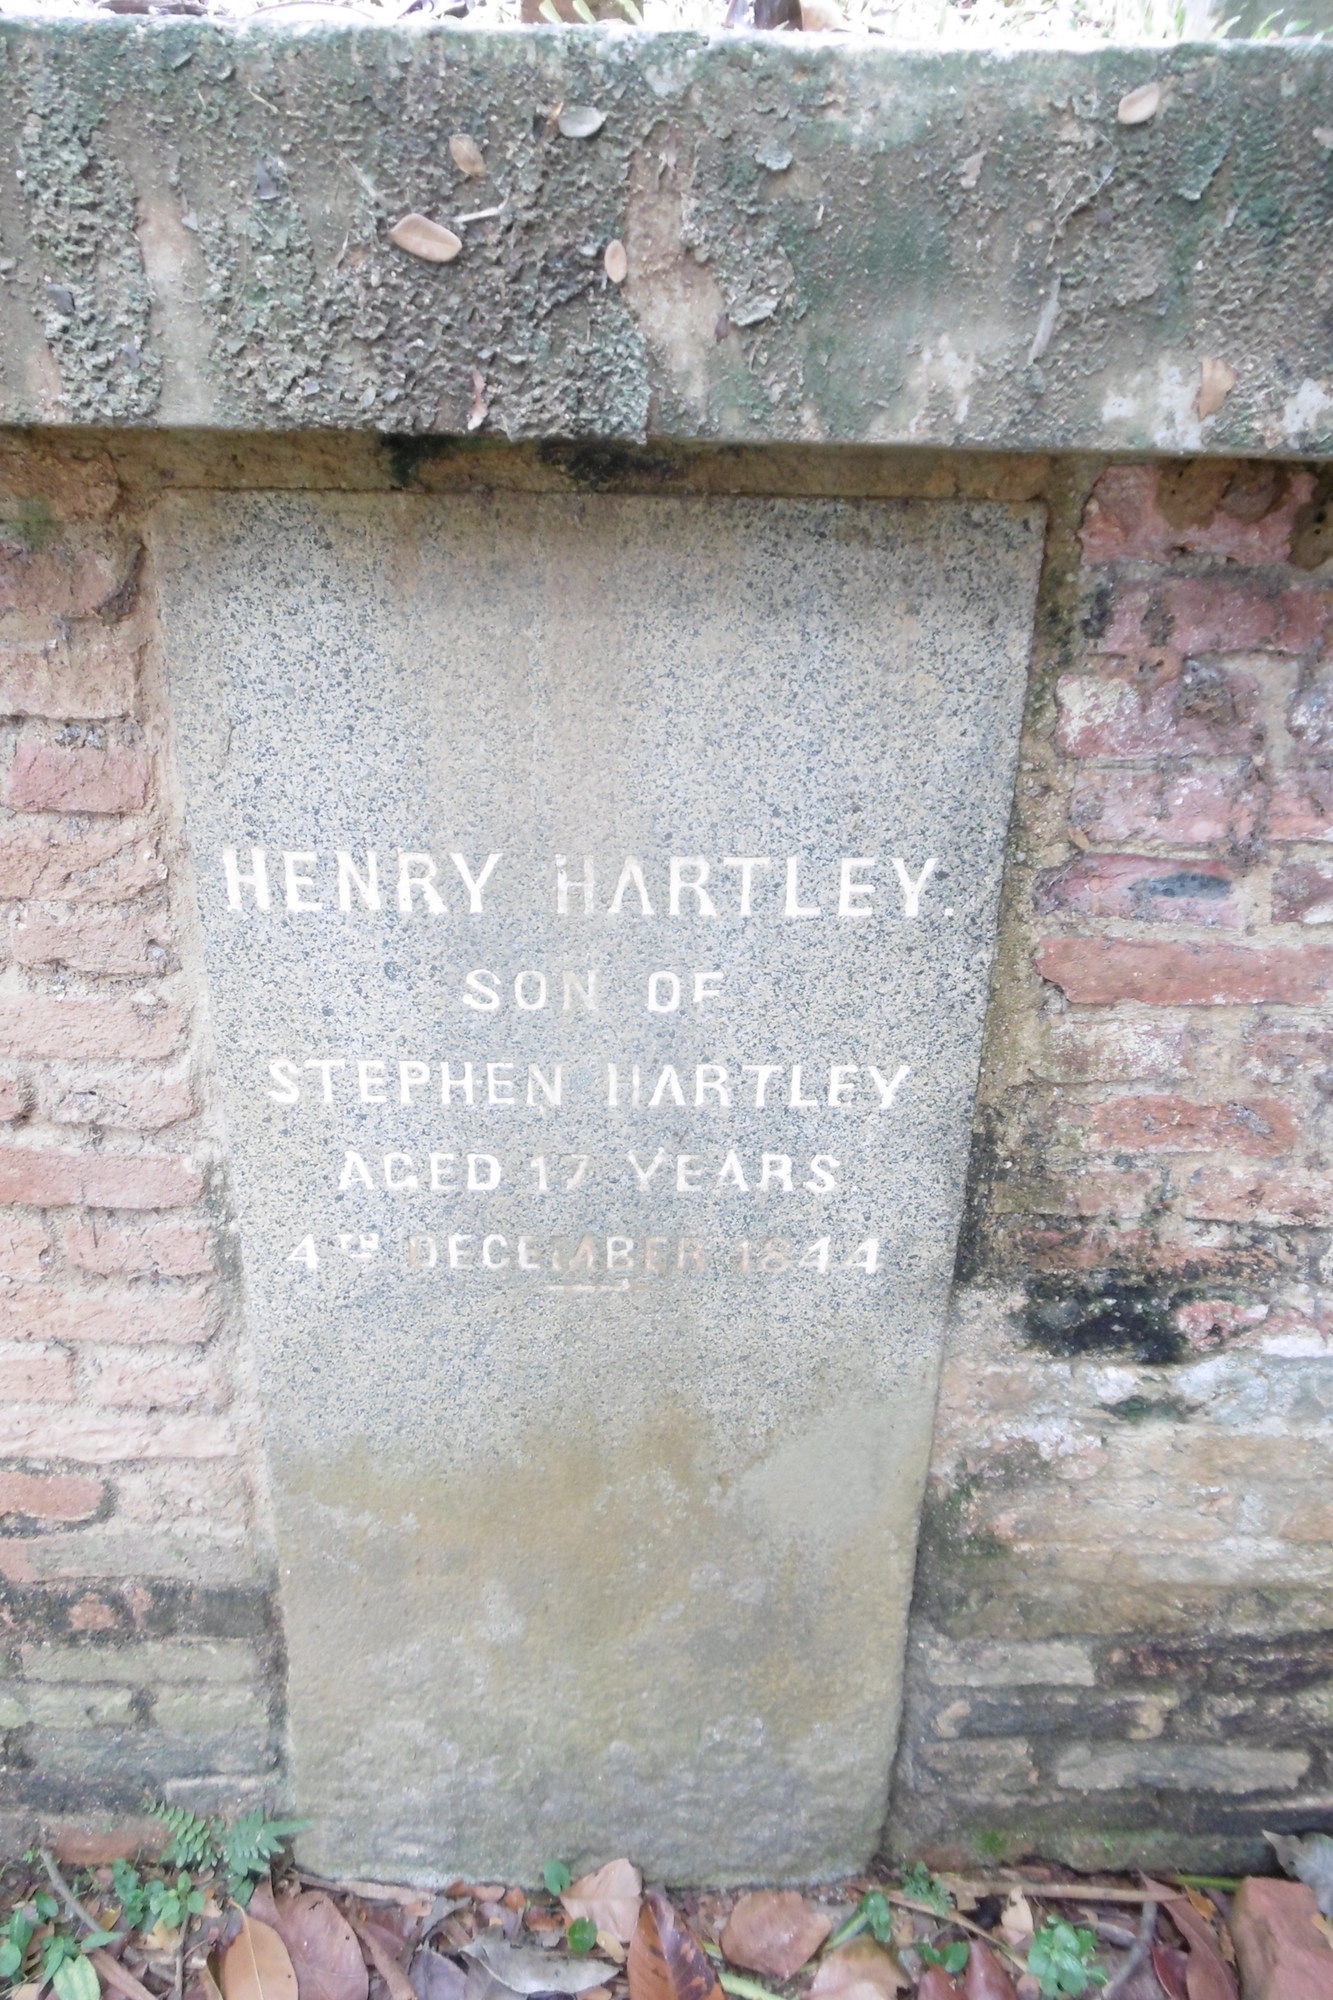 HENRY HARTLEY.
SON OF
STEPHEN HARTLEY
AGED 17 YEARS
4TH DECEMBER 1844